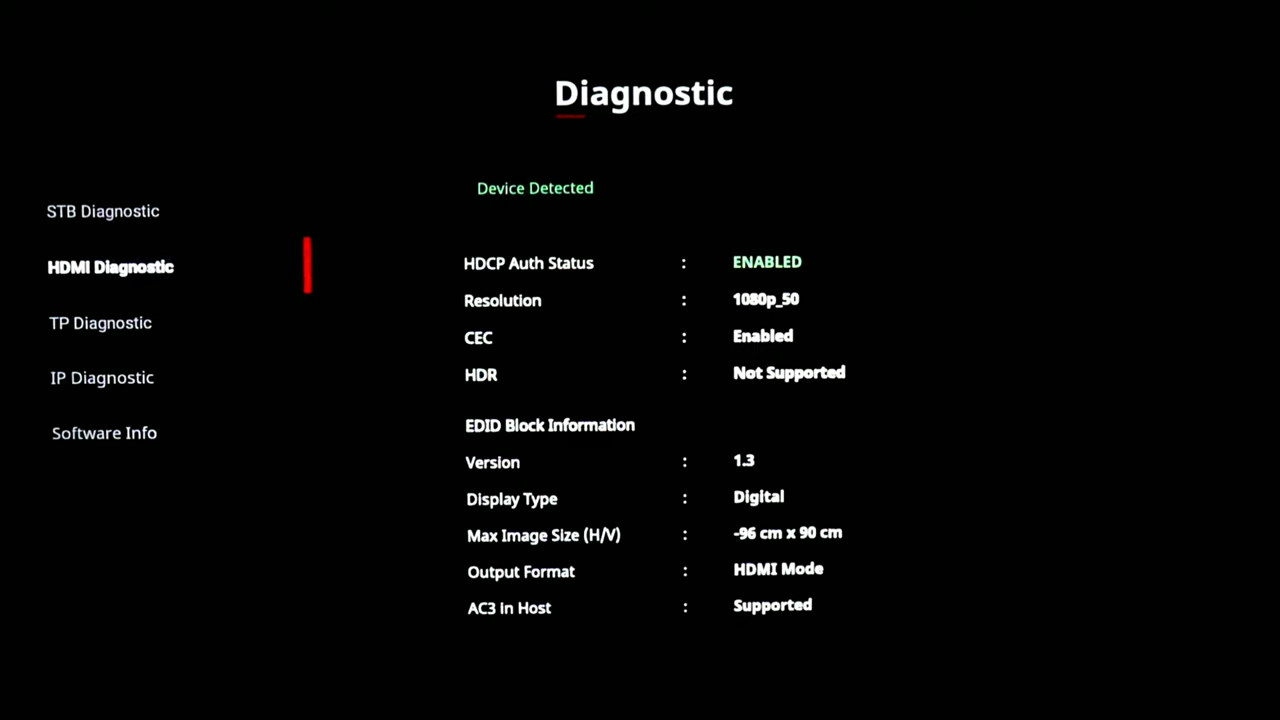 Diagnostic
STB Diagnostic
HDMI Diagnostic
TP Diagnostic
IP Diagnostic
Software Info
Device Detected
HDCP Auth Status : ENABLED
Resolution : 1080p_50
CEC : Enabled
HDR : Not Supported
EDID Block Information
Version : 1.3
Display Type : Digital
Max Image Size (H/V) : -96 cm x 90 cm
Output Format : HDMI Mode
AC3 in Host : Supported